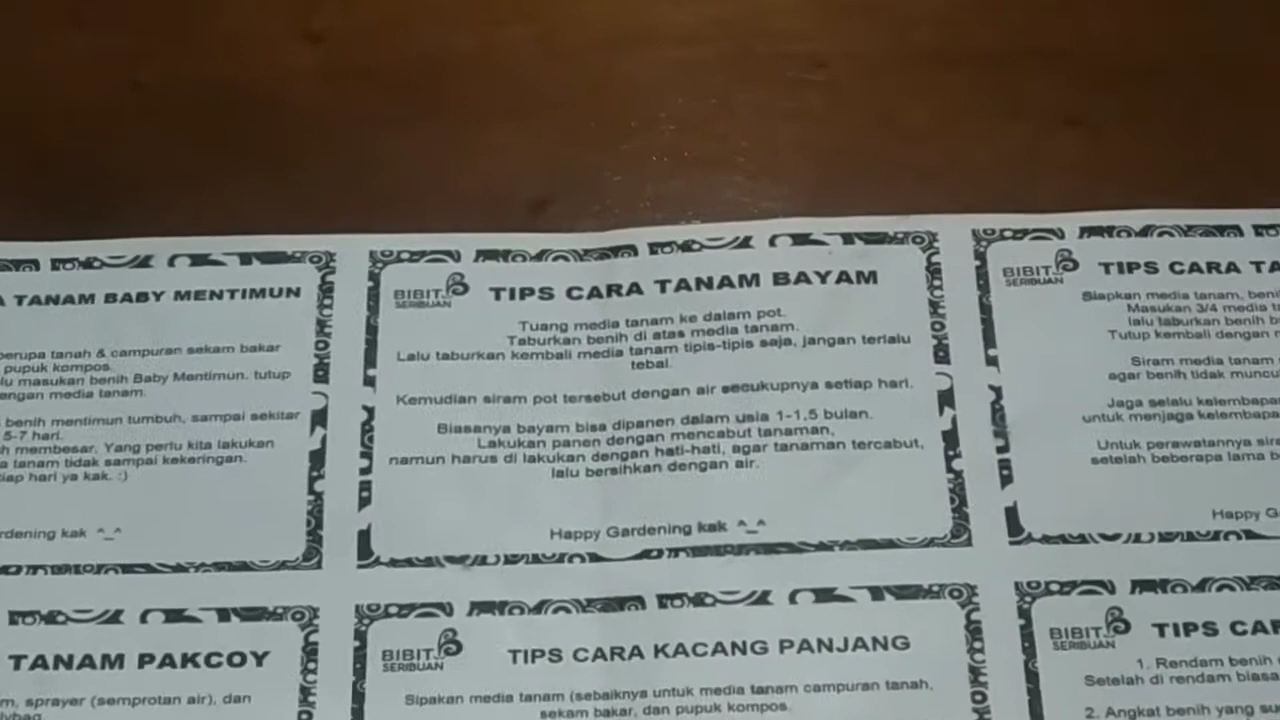 A TANAM BABY MENTIMUN
berupa tanah & campuran sekam bakar
pupuk kompos.
lu masukan benih Baby Mentimun. tutup
engan media tanam.
benih mentimun tumbuh, sampai sekitar
5-7 hari.
h membesar. Yang perlu kita lakukan
a tanam tidak sampai kekeringan.
tiap hari ya kak. :)
rdening kak ^_^
BIBIT
SERIBUAN
TIPS CARA TANAM BAYAM
Tuang media tanam ke dalam pot.
Taburkan benih di atas media tanam.
Lalu taburkan kembali media tanam tipis-tipis saja, jangan terlalu
tebal.
Kemudian siram pot tersebut dengan air secukupnya setiap hari.
Biasanya bayam bisa dipanen dalam usia 1-1,5 bulan.
Lakukan panen dengan mencabut tanaman,
namun harus di lakukan dengan hati-hati, agar tanaman tercabut,
lalu bersihkan dengan air.
Happy Gardening kak ^_^
BIBIT
SERIBUAN
TIPS CARA TA
Siapkan media tanam, beni
Masukan 3/4 media ta
lalu taburkan benih b
Tutup kembali dengan
Siram media tanam
agar benih tidak muncu
Jaga selalu kelembapa
untuk menjaga kelembapa
Untuk perawatannya sira
setelah beberapa lama b
Happy G
TANAM PAKCOY
m, sprayer (semprotan air), dan
BIBIT
SERIBUAN
TIPS CARA KACANG PANJANG
Sipakan media tanam (sebaiknya untuk media tanam campuran tanah,
sekam bakar, dan pupuk kompos.
BIBIT
SERIBUAN
TIPS CAR
1. Rendam benih
Setelah di rendam biasa
2. Angkat benih yang su